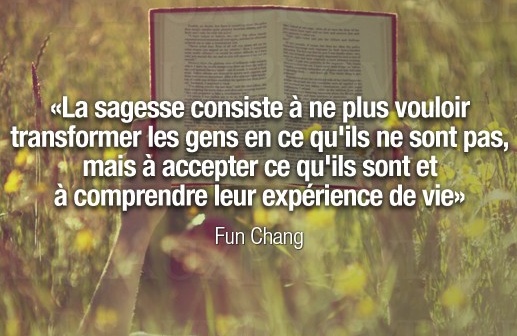 «La sagesse consiste à ne plus vouloir
transformer les gens en ce qu'ils ne sont pas,
mais à accepter ce qu'ils sont et
à comprendre leur expérience de vie»
Fun Chang